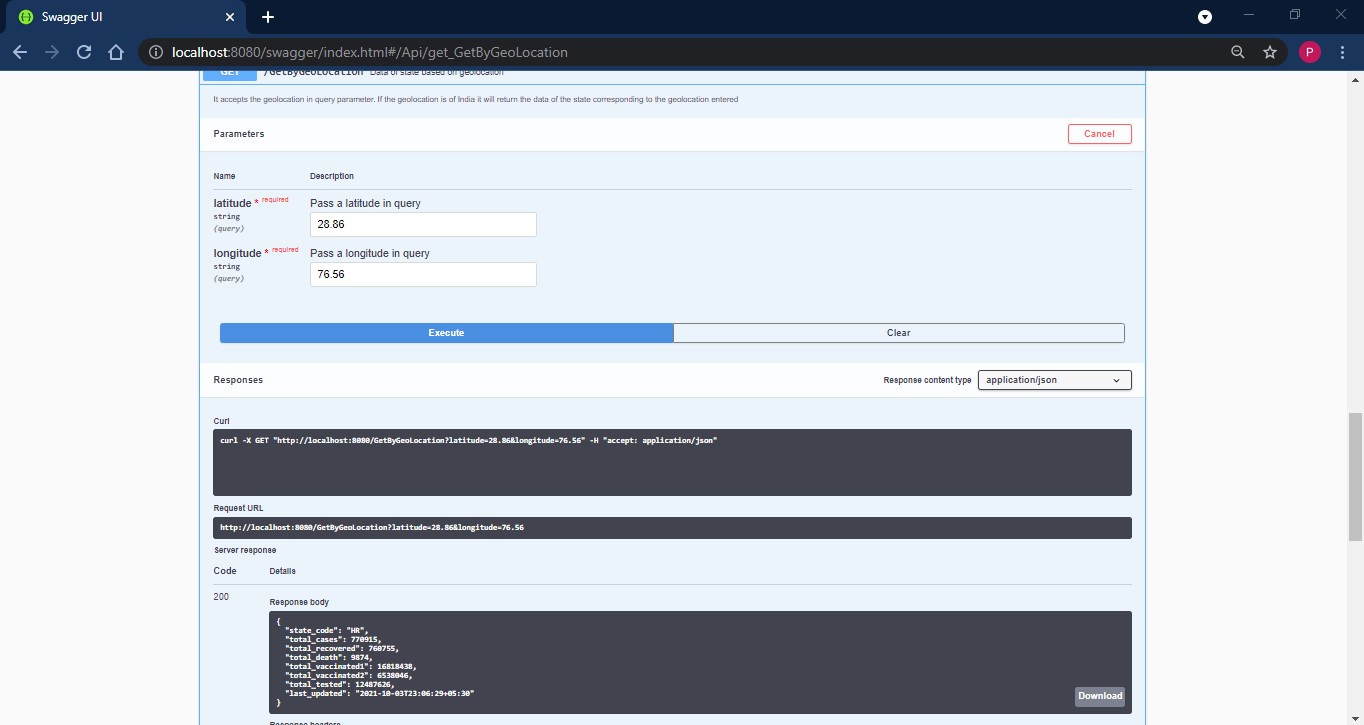 Swagger UI
localhost:8080/swagger/index.html#/Api/get_GetByGeoLocation
P
GET /GetByGeoLocation Data of state based on geolocation
It accepts the geolocation in query parameter. If the geolocation is of India it will return the data of the state corresponding to the geolocation entered
Parameters
Cancel
Name Description
latitude * required Pass a latitude in query
string
(query)
28.86
longitude * required Pass a longitude in query
string
(query)
76.56
Execute Clear
Responses Response content type application/json
Curl
curl -X GET "http://localhost:8080/GetByGeoLocation?latitude=28.86&longitude=76.56" -H "accept: application/json"
Request URL
http://localhost:8080/GetByGeoLocation?latitude=28.86&longitude=76.56
Server response
Code Details
200
Response body
{
"state_code": "HR",
"total_cases": 770915,
"total_recovered": 760755,
"total_death": 9874,
"total_vaccinated1": 16818438,
"total_vaccinated2": 6538046,
"total_tested": 12487626,
"last_updated": "2021-10-03T23:06:29+05:30"
}
Download
Response headers